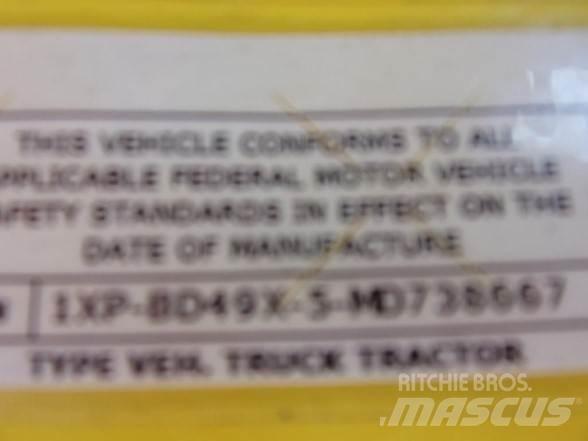 THIS VEHICLE CONFORMS TO ALL
APPLICABLE FEDERAL MOTOR VEHICLE
SAFETY STANDARDS IN EFFECT ON THE
DATE OF MANUFACTURE
TYPE VEH. TRUCK TRACTOR
RITCHIE BROS.
MASCUS